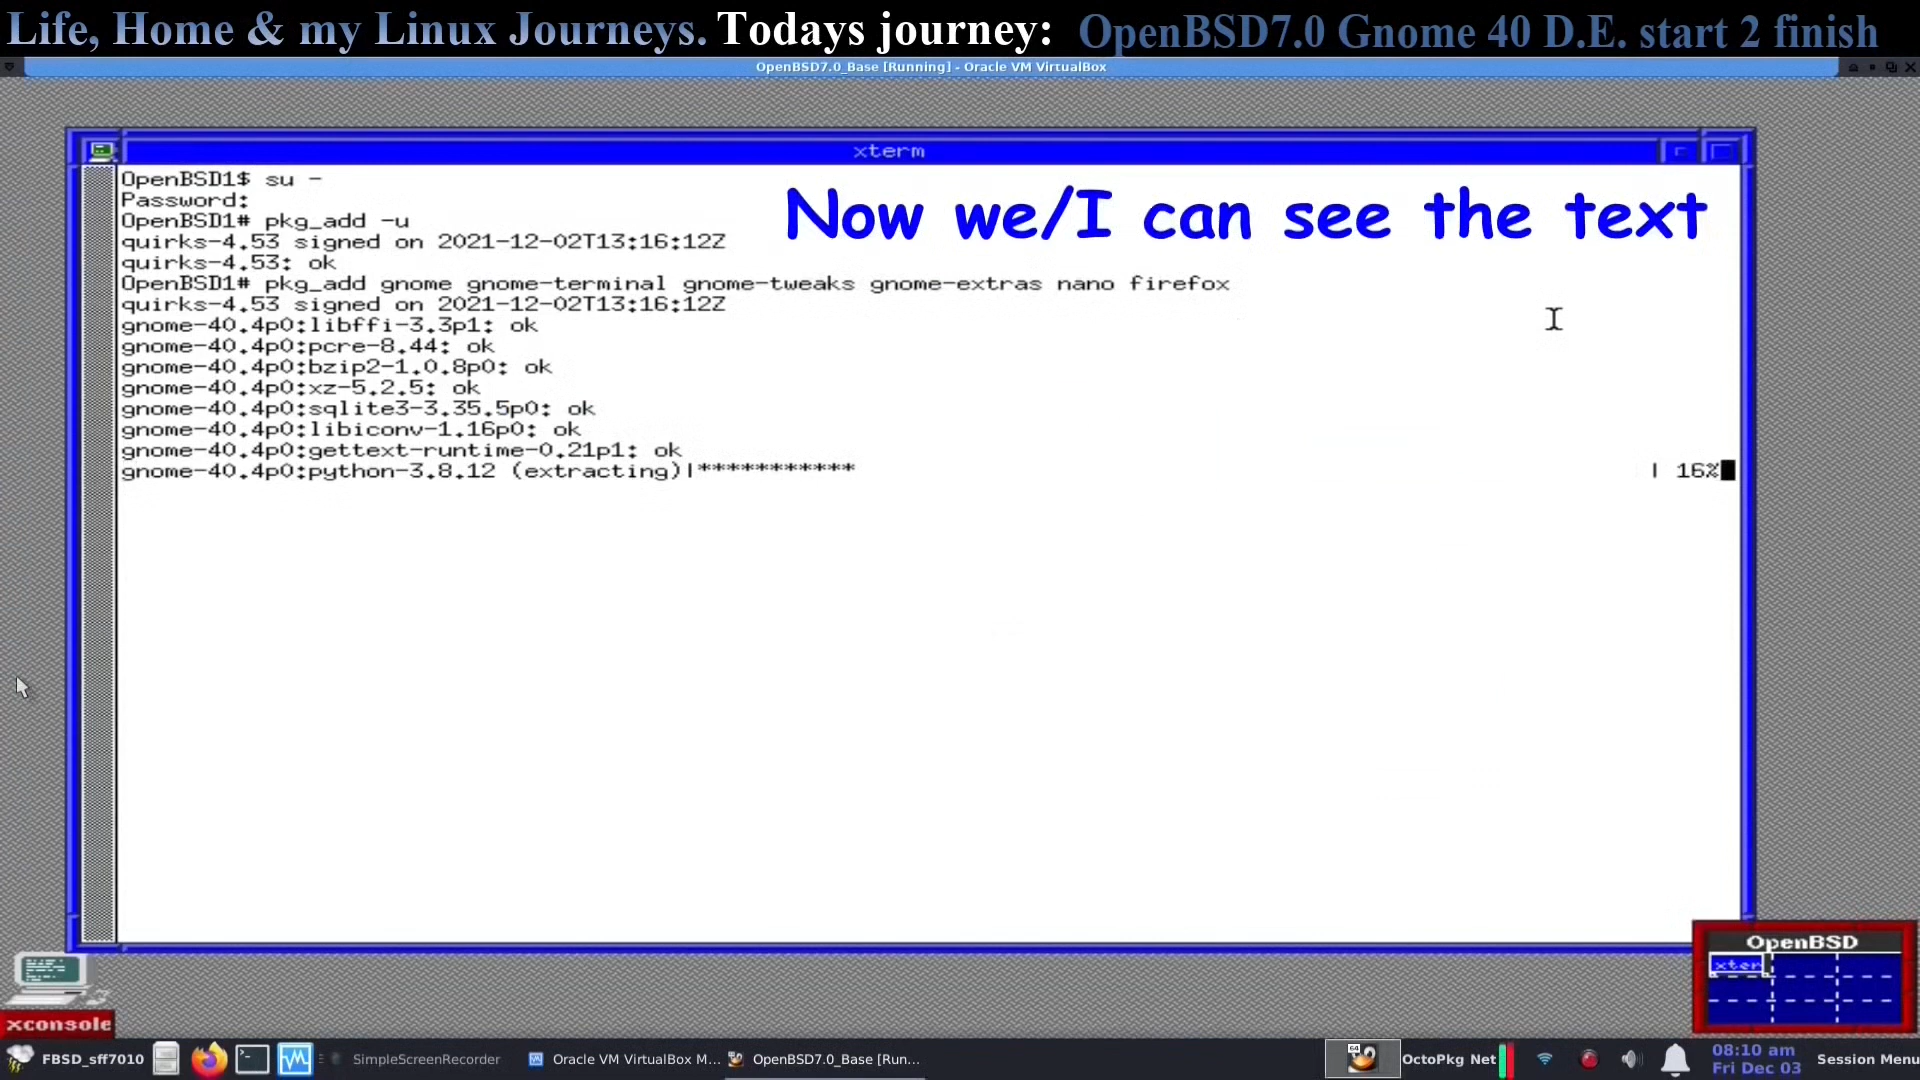 Life, Home & my Linux Journeys. Todays journey: OpenBSD7.0 Gnome 40 D.E. start 2 finish
OpenBSD7.0_Base [Running] - Oracle VM VirtualBox
xterm
OpenBSD1$ su -
Password:
OpenBSD1# pkg_add -u
Now we/I can see the text
quirks-4.53 signed on 2021-12-02T13:16:12Z
quirks-4.53: ok
OpenBSD1# pkg_add gnome gnome-terminal gnome-tweaks gnome-extras nano firefox
quirks-4.53 signed on 2021-12-02T13:16:12Z
gnome-40.4p0:libffi-3.3p1: ok
gnome-40.4p0:pcre-8.44: ok
gnome-40.4p0:bzip2-1.0.8p0: ok
gnome-40.4p0:xz-5.2.5: ok
gnome-40.4p0:sqlite3-3.35.5p0: ok
gnome-40.4p0:libiconv-1.16p0: ok
gnome-40.4p0:gettext-runtime-0.21p1: ok
gnome-40.4p0:python-3.8.12 (extracting)|*********** | 16%
OpenBSD
xter
xconsole
FBSD_sff7010 SimpleScreenRecorder Oracle VM VirtualBox M... OpenBSD7.0_Base [Run... 64 OctoPkg Net 08:10 am Session Menu
Fri Dec 03